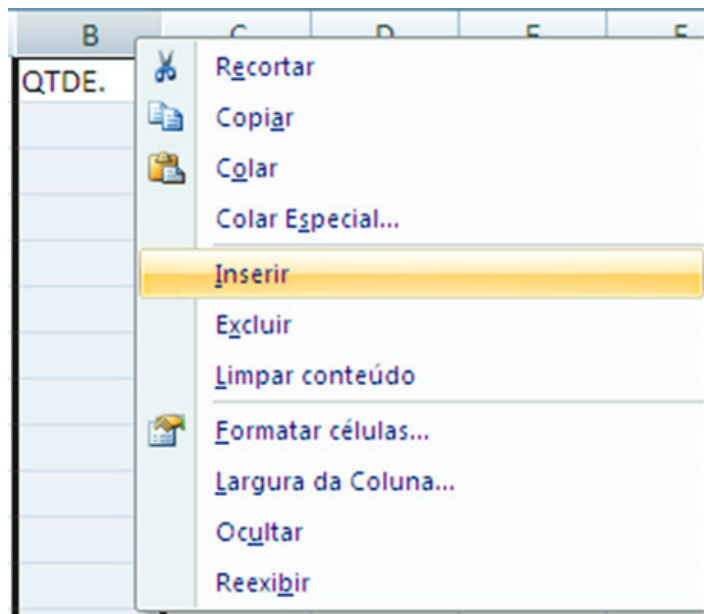 B C D E F
QTDE.
Recortar
Copiar
Colar
Colar Especial...
Inserir
Excluir
Limpar conteúdo
Formatar células...
Largura da Coluna...
Ocultar
Reexibir